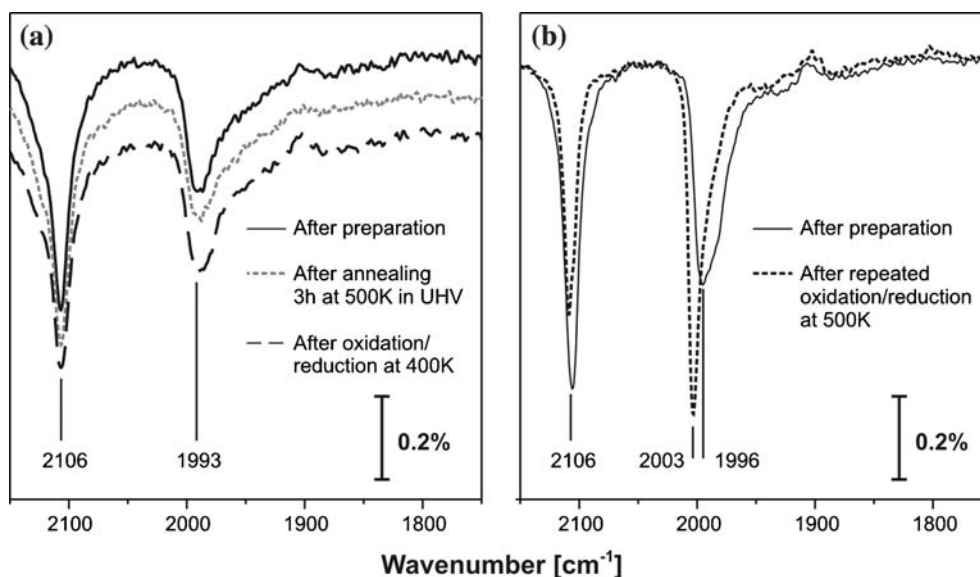 (a)
After preparation
After annealing
3h at 500K in UHV
After oxidation/
reduction at 400K
2106
1993
0.2%
2100
2000
1900
1800
(b)
After preparation
After repeated
oxidation/reduction
at 500K
2106
2003
1996
0.2%
2100
2000
1900
1800
Wavenumber [cm-1]